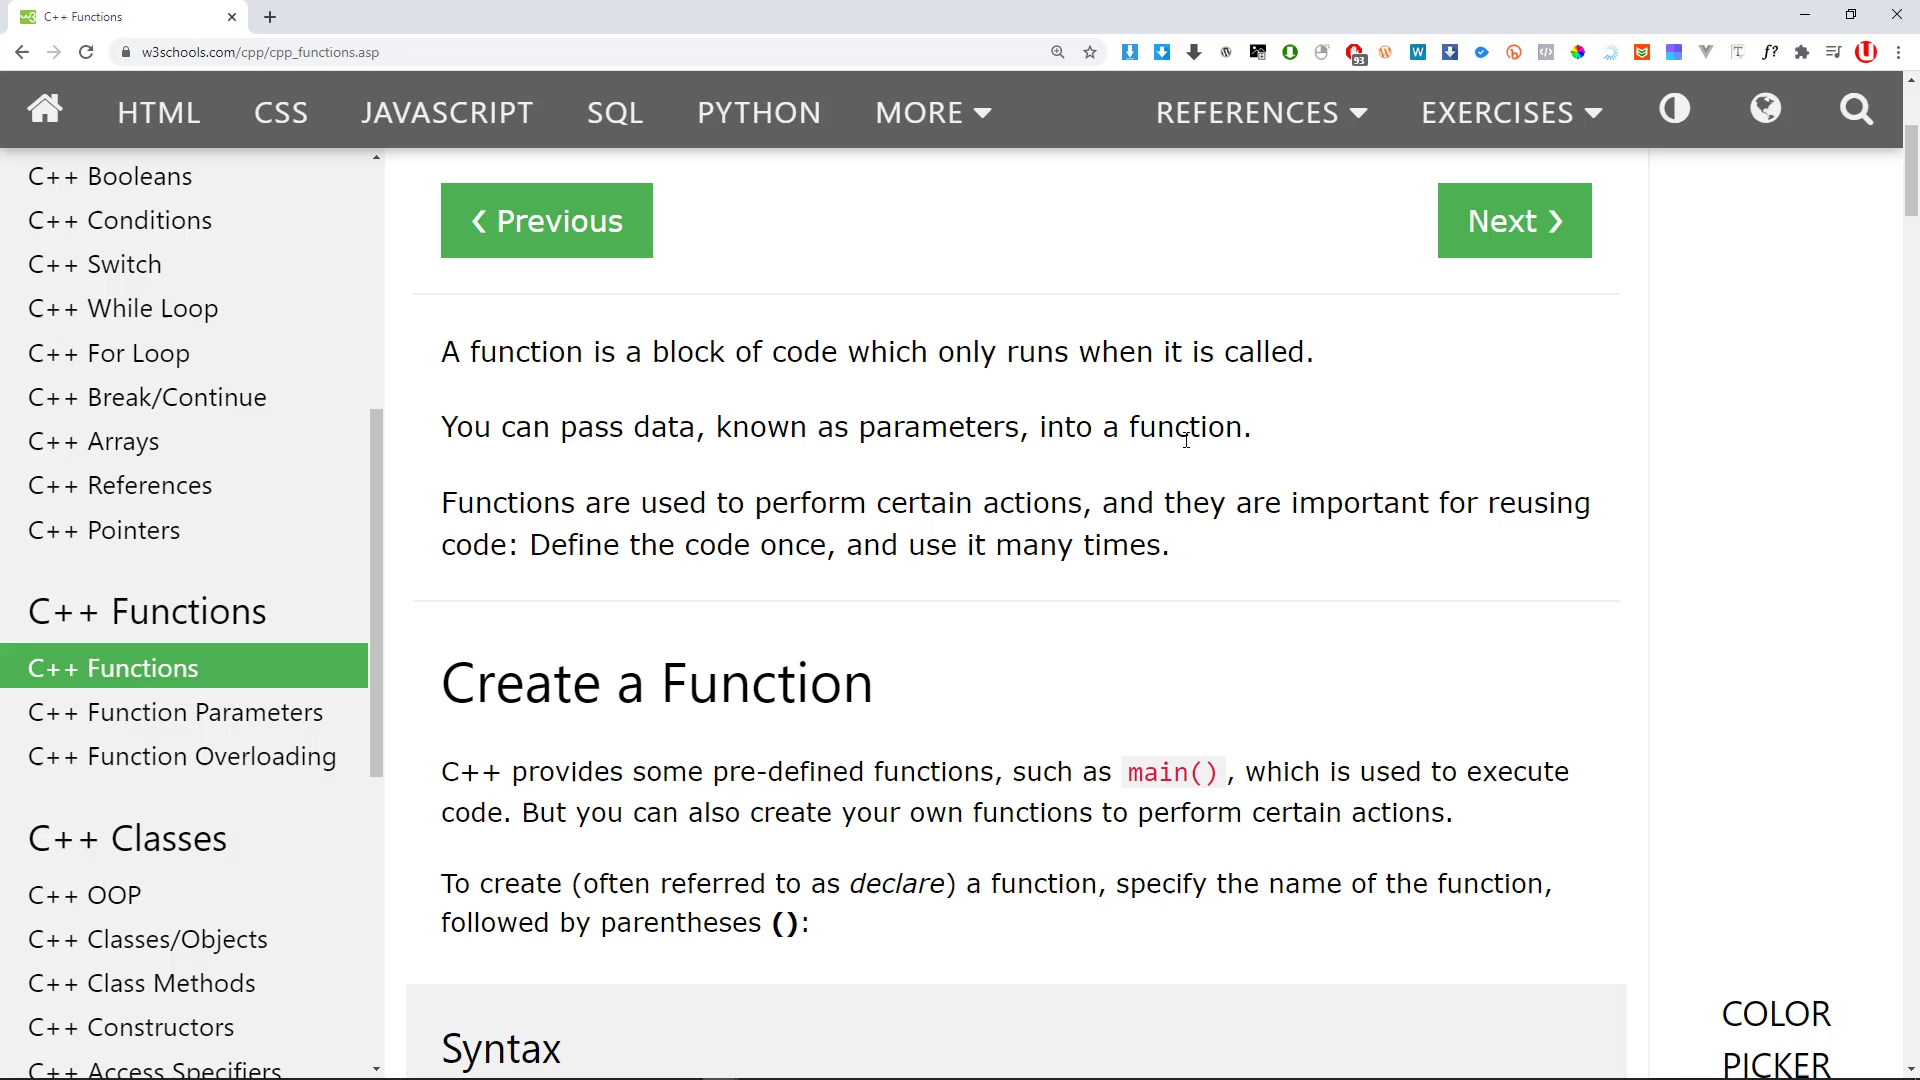 C++ Functions
w3schools.com/cpp/cpp_functions.asp
93
HTML
CSS
JAVASCRIPT
SQL
PYTHON
MORE
REFERENCES
EXERCISES
C++ Booleans
C++ Conditions
C++ Switch
C++ While Loop
C++ For Loop
C++ Break/Continue
C++ Arrays
C++ References
C++ Pointers
C++ Functions
C++ Functions
C++ Function Parameters
C++ Function Overloading
C++ Classes
C++ OOP
C++ Classes/Objects
C++ Class Methods
C++ Constructors
C++ Access Specifiers
❮ Previous
Next ❯
A function is a block of code which only runs when it is called.
You can pass data, known as parameters, into a function.
Functions are used to perform certain actions, and they are important for reusing
code: Define the code once, and use it many times.
Create a Function
C++ provides some pre-defined functions, such as main(), which is used to execute
code. But you can also create your own functions to perform certain actions.
To create (often referred to as declare) a function, specify the name of the function,
followed by parentheses ():
Syntax
COLOR
PICKER